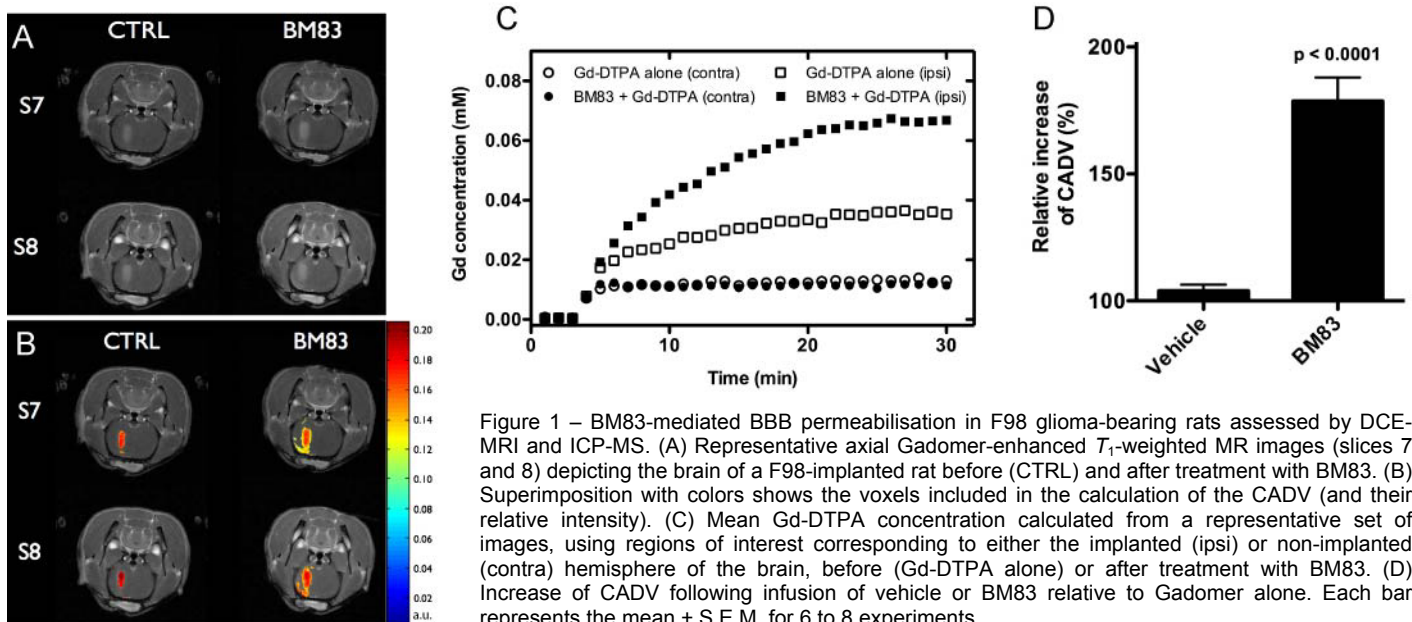 A
CTRL BM83
S7
S8
B
CTRL BM83
S7
S8
0.20
0.18
0.16
0.14
0.12
0.10
0.08
0.06
0.04
0.02
a.u.
C
Gd-DTPA alone (contra) Gd-DTPA alone (ipsi)
BM83 + Gd-DTPA (contra) BM83 + Gd-DTPA (ipsi)
Gd concentration (mM)
0.08
0.06
0.04
0.02
0.00
0 10 20 30
Time (min)
D
p < 0.0001
Relative increase
of CADV (%)
200
150
100
Vehicle
BM83
Figure 1 – BM83-mediated BBB permeabilisation in F98 glioma-bearing rats assessed by DCE-
MRI and ICP-MS. (A) Representative axial Gadomer-enhanced T₁-weighted MR images (slices 7
and 8) depicting the brain of a F98-implanted rat before (CTRL) and after treatment with BM83. (B)
Superimposition with colors shows the voxels included in the calculation of the CADV (and their
relative intensity). (C) Mean Gd-DTPA concentration calculated from a representative set of
images, using regions of interest corresponding to either the implanted (ipsi) or non-implanted
(contra) hemisphere of the brain, before (Gd-DTPA alone) or after treatment with BM83. (D)
Increase of CADV following infusion of vehicle or BM83 relative to Gadomer alone. Each bar
represents the mean + S.E.M. for 6 to 8 experiments